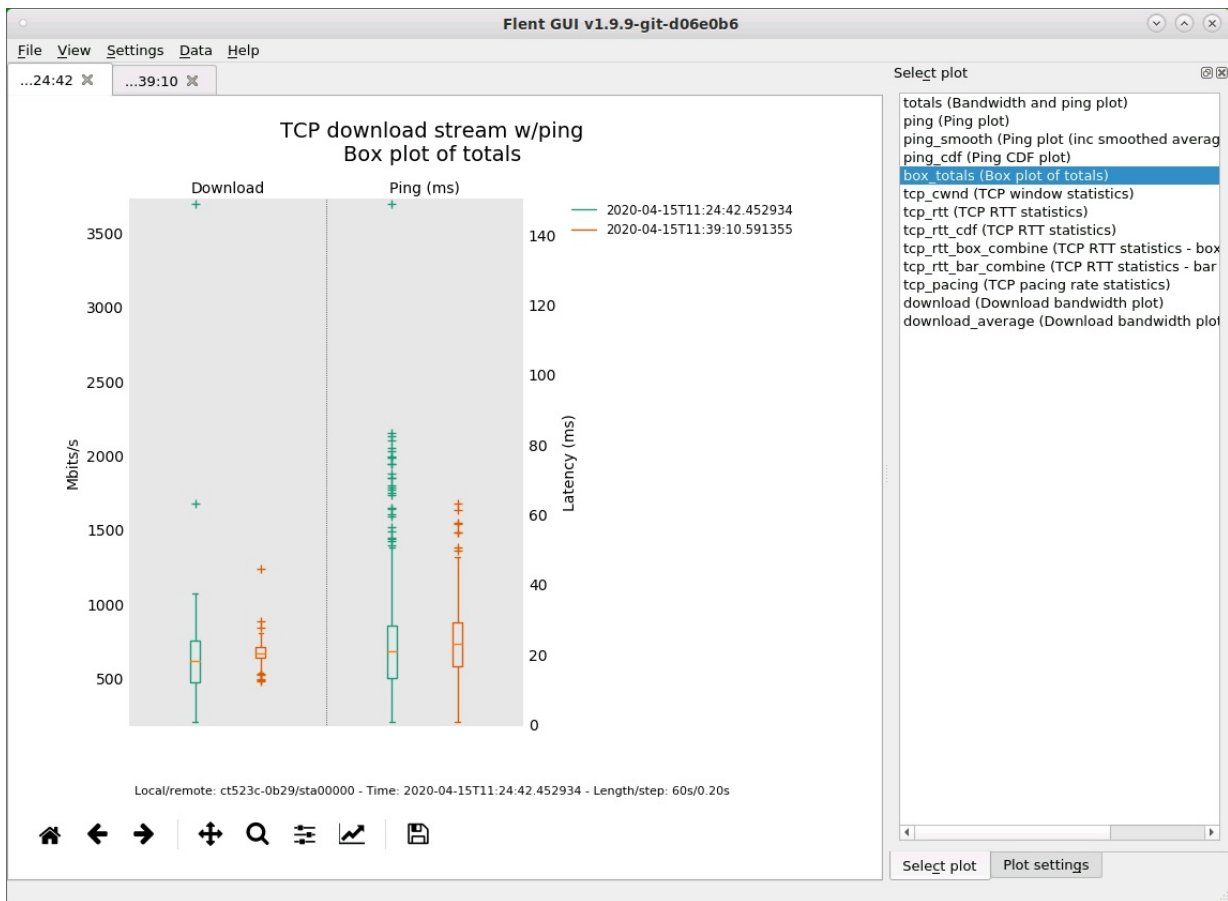 Flent GUI v1.9.9-git-d06e0b6
File View Settings Data Help
...24:42
...39:10
TCP download stream w/ping
Box plot of totals
Download
Ping (ms)
2020-04-15T11:24:42.452934
2020-04-15T11:39:10.591355
Mbits/s
3500
3000
2500
2000
1500
1000
500
140
120
100
80
60
40
20
0
Latency (ms)
Local/remote: ct523c-0b29/sta00000 - Time: 2020-04-15T11:24:42.452934 - Length/step: 60s/0.20s
Select plot
totals (Bandwidth and ping plot)
ping (Ping plot)
ping_smooth (Ping plot (inc smoothed averag
ping_cdf (Ping CDF plot)
box_totals (Box plot of totals)
tcp_cwnd (TCP window statistics)
tcp_rtt (TCP RTT statistics)
tcp_rtt_cdf (TCP RTT statistics)
tcp_rtt_box_combine (TCP RTT statistics - box
tcp_rtt_bar_combine (TCP RTT statistics - bar
tcp_pacing (TCP pacing rate statistics)
download (Download bandwidth plot)
download_average (Download bandwidth plot
Select plot
Plot settings